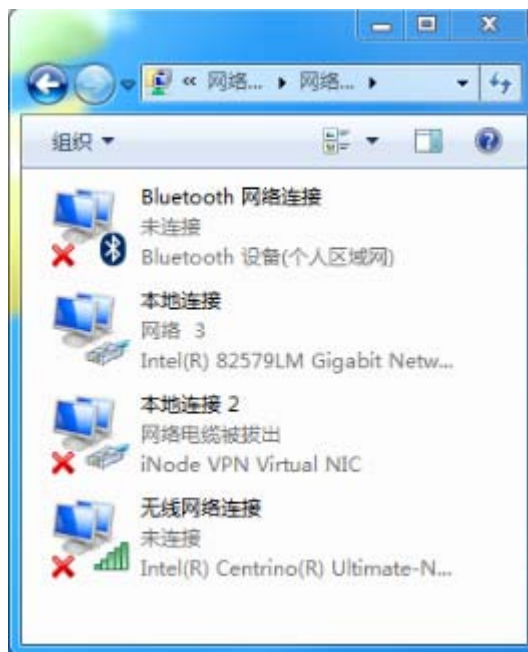 « 网络... ▸ 网络... ▸
组织
Bluetooth 网络连接
未连接
Bluetooth 设备(个人区域网)
本地连接
网络 3
Intel(R) 82579LM Gigabit Netw...
本地连接 2
网络电缆被拔出
iNode VPN Virtual NIC
无线网络连接
未连接
Intel(R) Centrino(R) Ultimate-N...